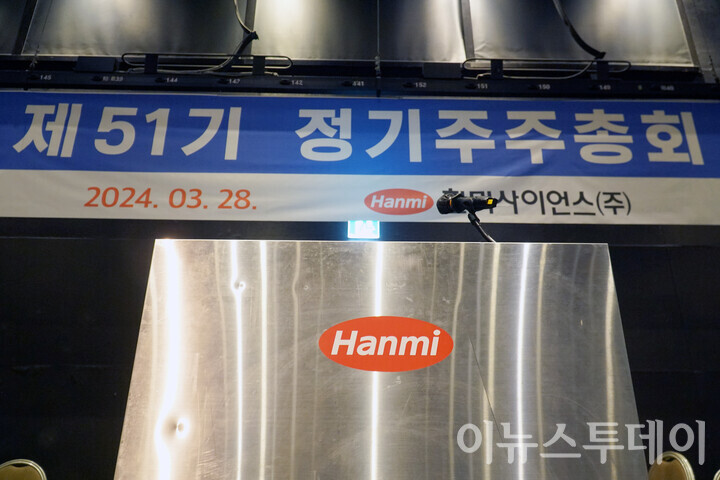 제51기 정기주주총회
2024. 03. 28. Hanmi 한미사이언스(주)
Hanmi
이뉴스투데이